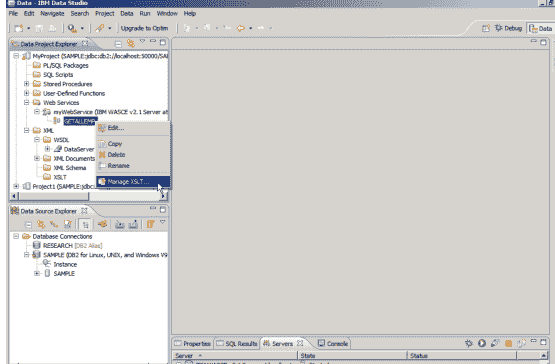 Data - IBM Data Studio
File Edit Navigate Search Project Data Run Window Help
Upgrade to Optim
Debug Data
Data Project Explorer
MyProject (SAMPLE:jdbc:db2://localhost:50000/SAI
PL/SQL Packages
SQL Scripts
Stored Procedures
User-Defined Functions
Web Services
myWebService (IBM WASCE v2.1 Server at
GETALLEMP
Edit...
Copy
Delete
Rename
Manage XSLT...
XML
WSDL
DataServer
XML Documents
XML Schema
XSLT
Project1 (SAMPLE:jdbc:
Data Source Explorer
Database Connections
RESEARCH [DB2 Alias]
SAMPLE (DB2 for Linux, UNIX, and Windows V9
Instance
SAMPLE
Properties SQL Results Servers Console
Server State Status